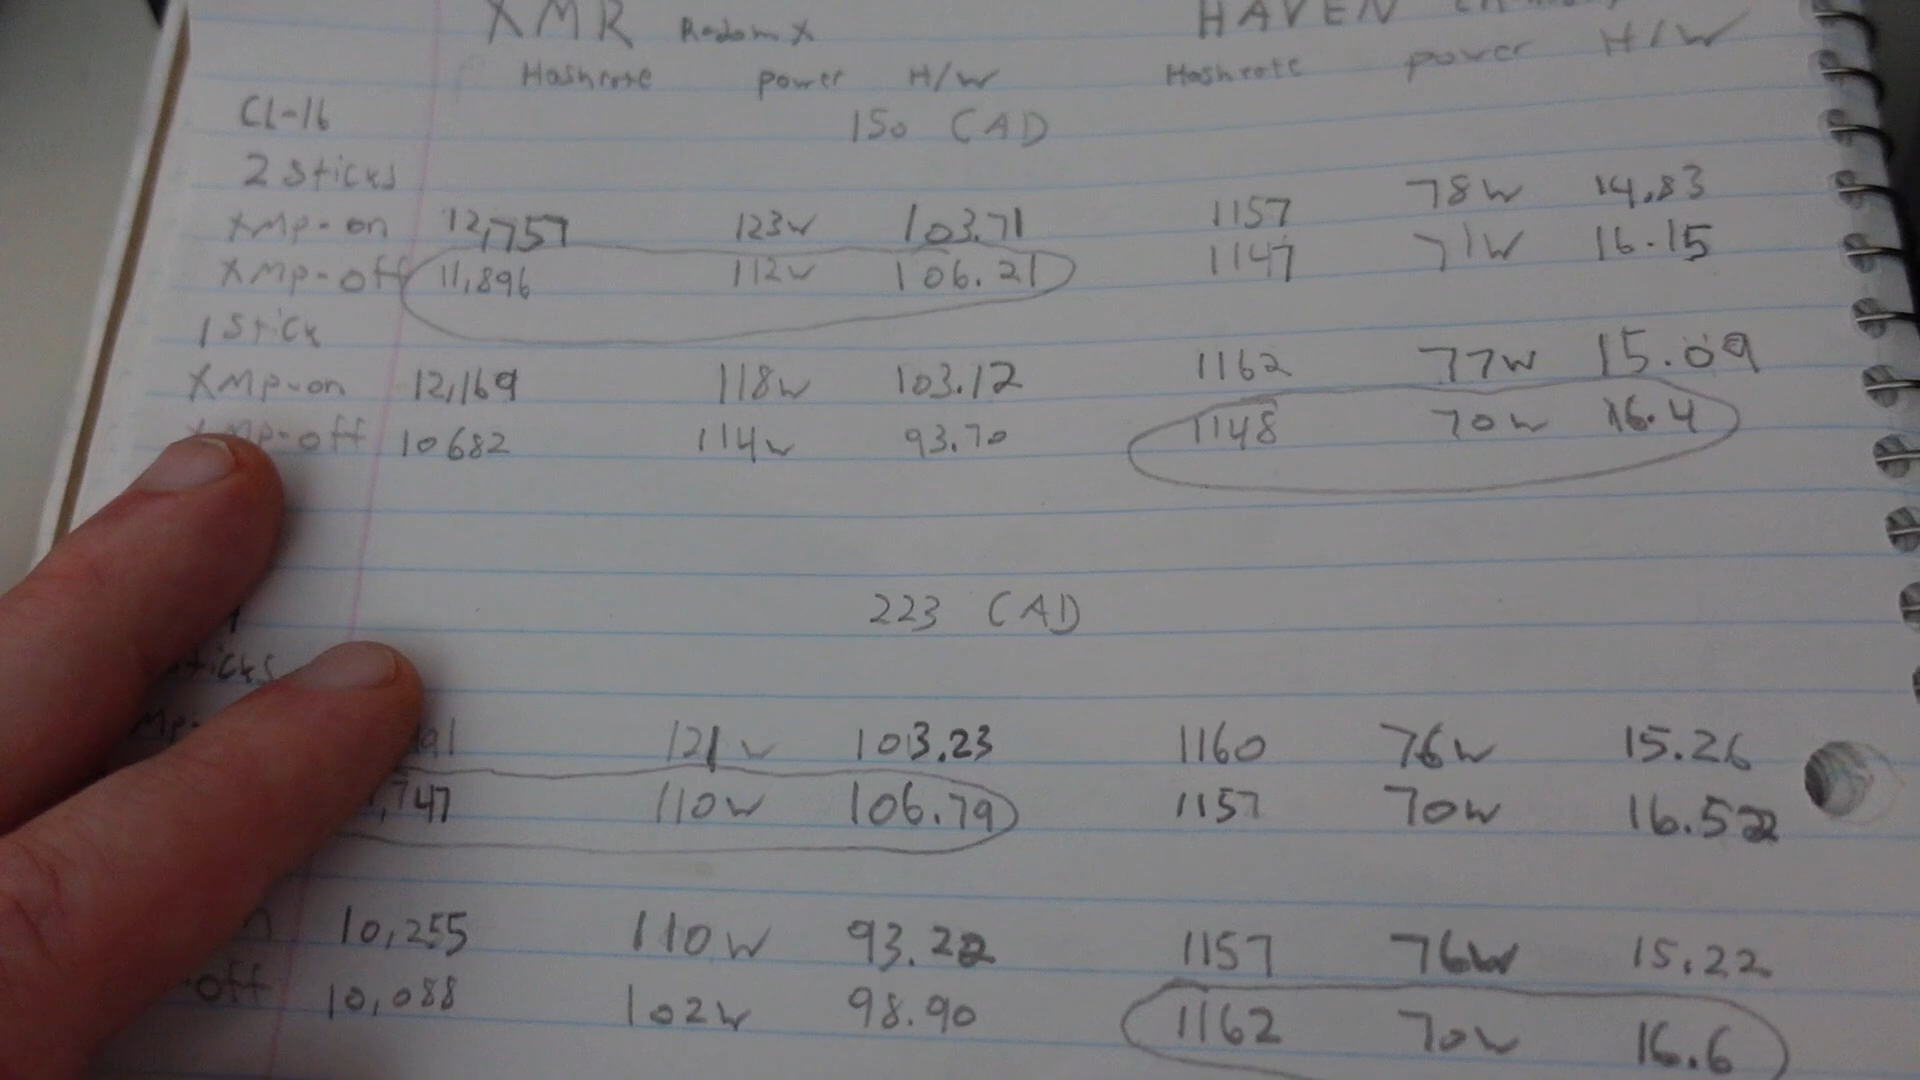 XMR Radom X HAVEN
Hashrate power H/W Hashrate power H/W
CL-16 150 CAD
2 Sticks
XMP-on 12,757 123w 103.71 1157 78w 14.83
XMP-off 11,896 112w 106.21 1147 71w 16.15
1 Stick
XMP-on 12,169 118w 103.12 1162 77w 15.09
XMP-off 10682 114w 93.70 1148 70w 16.4
223 CAD
sticks
121w 103.23 1160 76w 15.26
,747 110w 106.79 1157 70w 16.52
10,255 110w 93.22 1157 76w 15.22
-off 10,088 102w 98.90 1162 70w 16.6